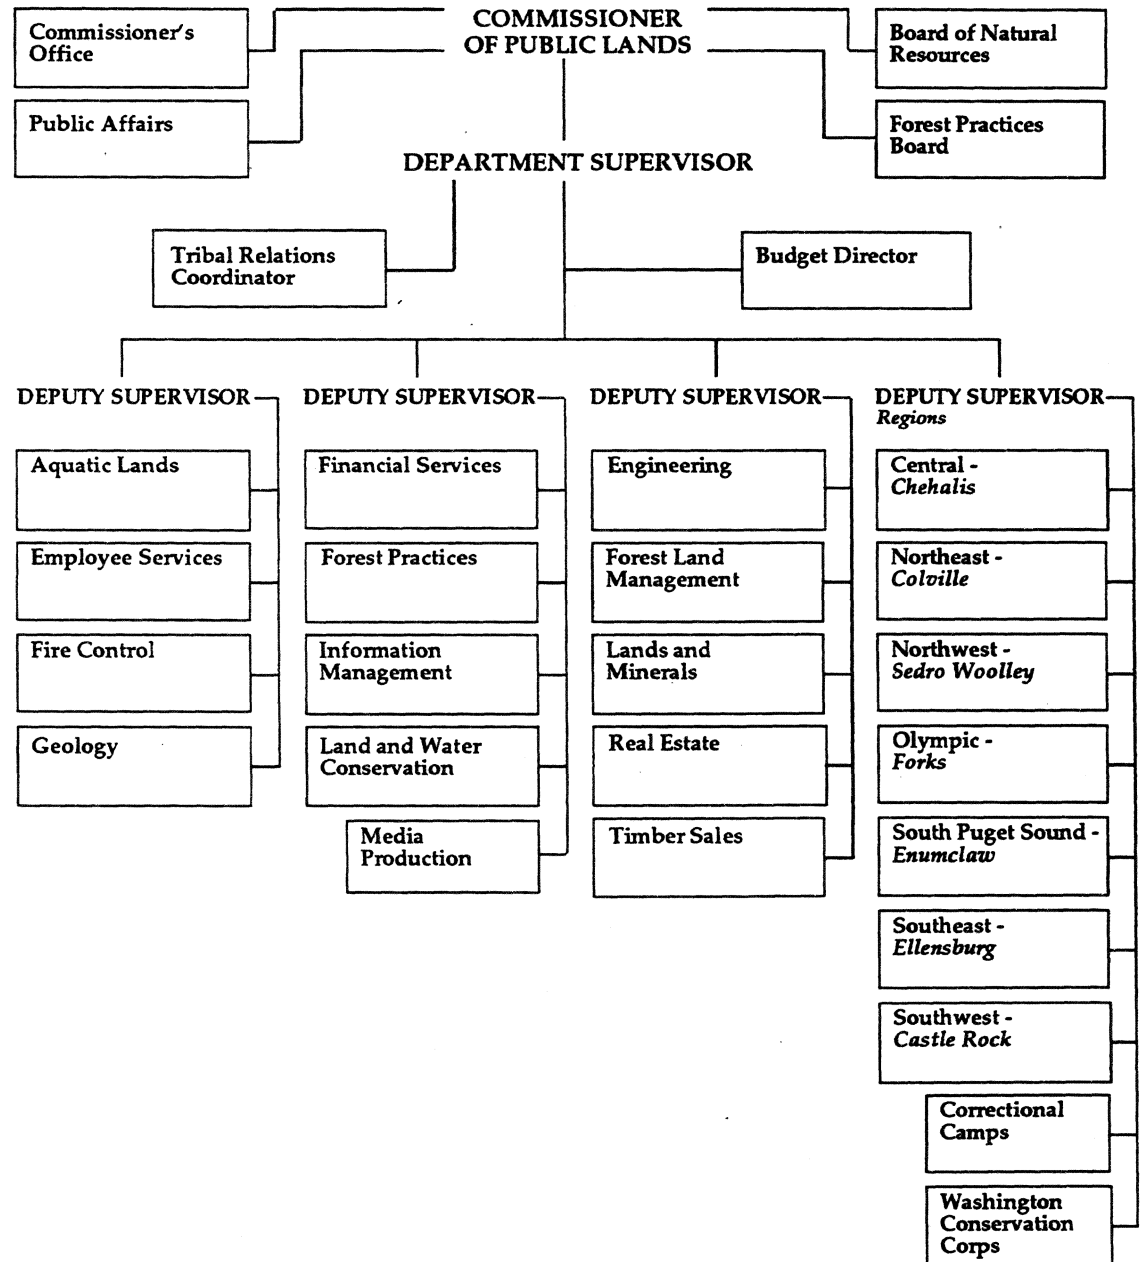 COMMISSIONER
OF PUBLIC LANDS
Commissioner's
Office
Public Affairs
Board of Natural
Resources
Forest Practices
Board
DEPARTMENT SUPERVISOR
Tribal Relations
Coordinator
Budget Director
DEPUTY SUPERVISOR
Aquatic Lands
Employee Services
Fire Control
Geology
DEPUTY SUPERVISOR
Financial Services
Forest Practices
Information
Management
Land and Water
Conservation
Media
Production
DEPUTY SUPERVISOR
Engineering
Forest Land
Management
Lands and
Minerals
Real Estate
Timber Sales
DEPUTY SUPERVISOR
Regions
Central -
Chehalis
Northeast -
Colville
Northwest -
Sedro Woolley
Olympic -
Forks
South Puget Sound -
Enumclaw
Southeast -
Ellensburg
Southwest -
Castle Rock
Correctional
Camps
Washington
Conservation
Corps